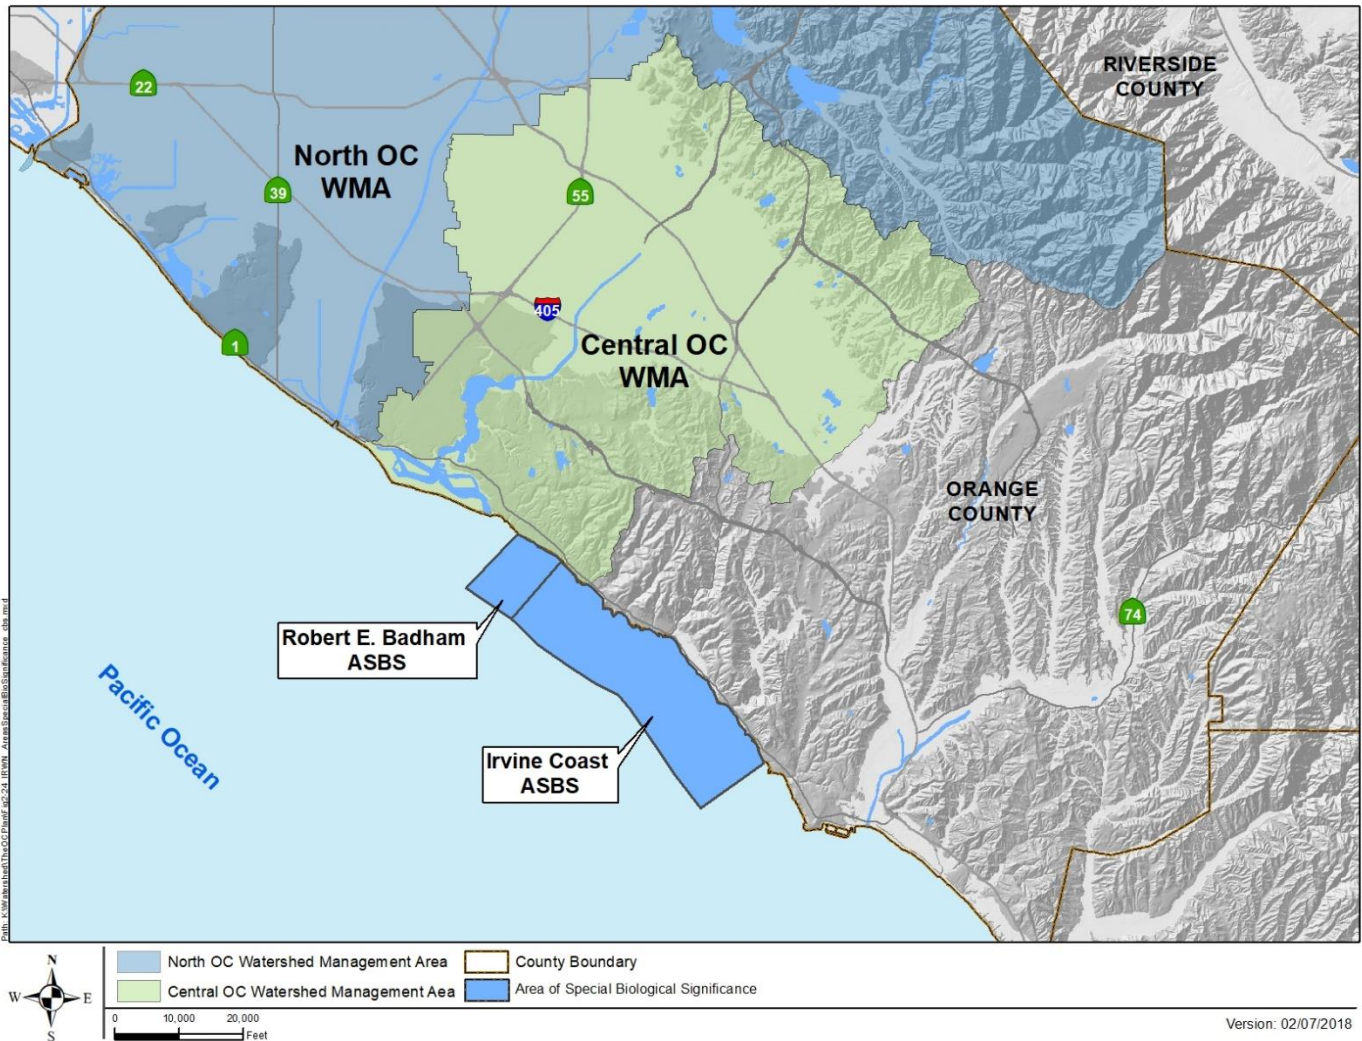 RIVERSIDE
COUNTY
22
North OC
WMA
39
55
405
1
Central OC
WMA
ORANGE
COUNTY
74
Robert E. Badham
ASBS
Pacific Ocean
Irvine Coast
ASBS
N
W E
S
North OC Watershed Management Area
County Boundary
Central OC Watershed Management Aea
Area of Special Biological Significance
0 10,000 20,000
Feet
Version: 02/07/2018